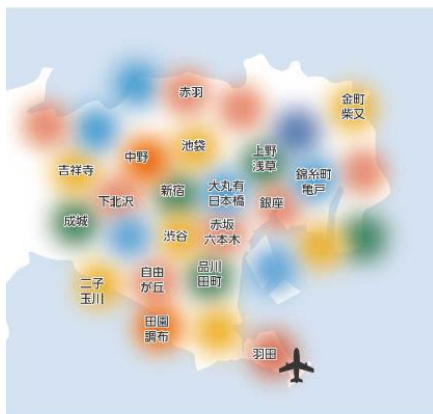 赤羽
金町
柴又
池袋
中野
上野
浅草
吉祥寺
錦糸町
亀戸
新宿
大丸有
日本橋
下北沢
銀座
成城
渋谷
赤坂
六本木
品川
田町
自由
が丘
二子
玉川
田園
調布
羽田